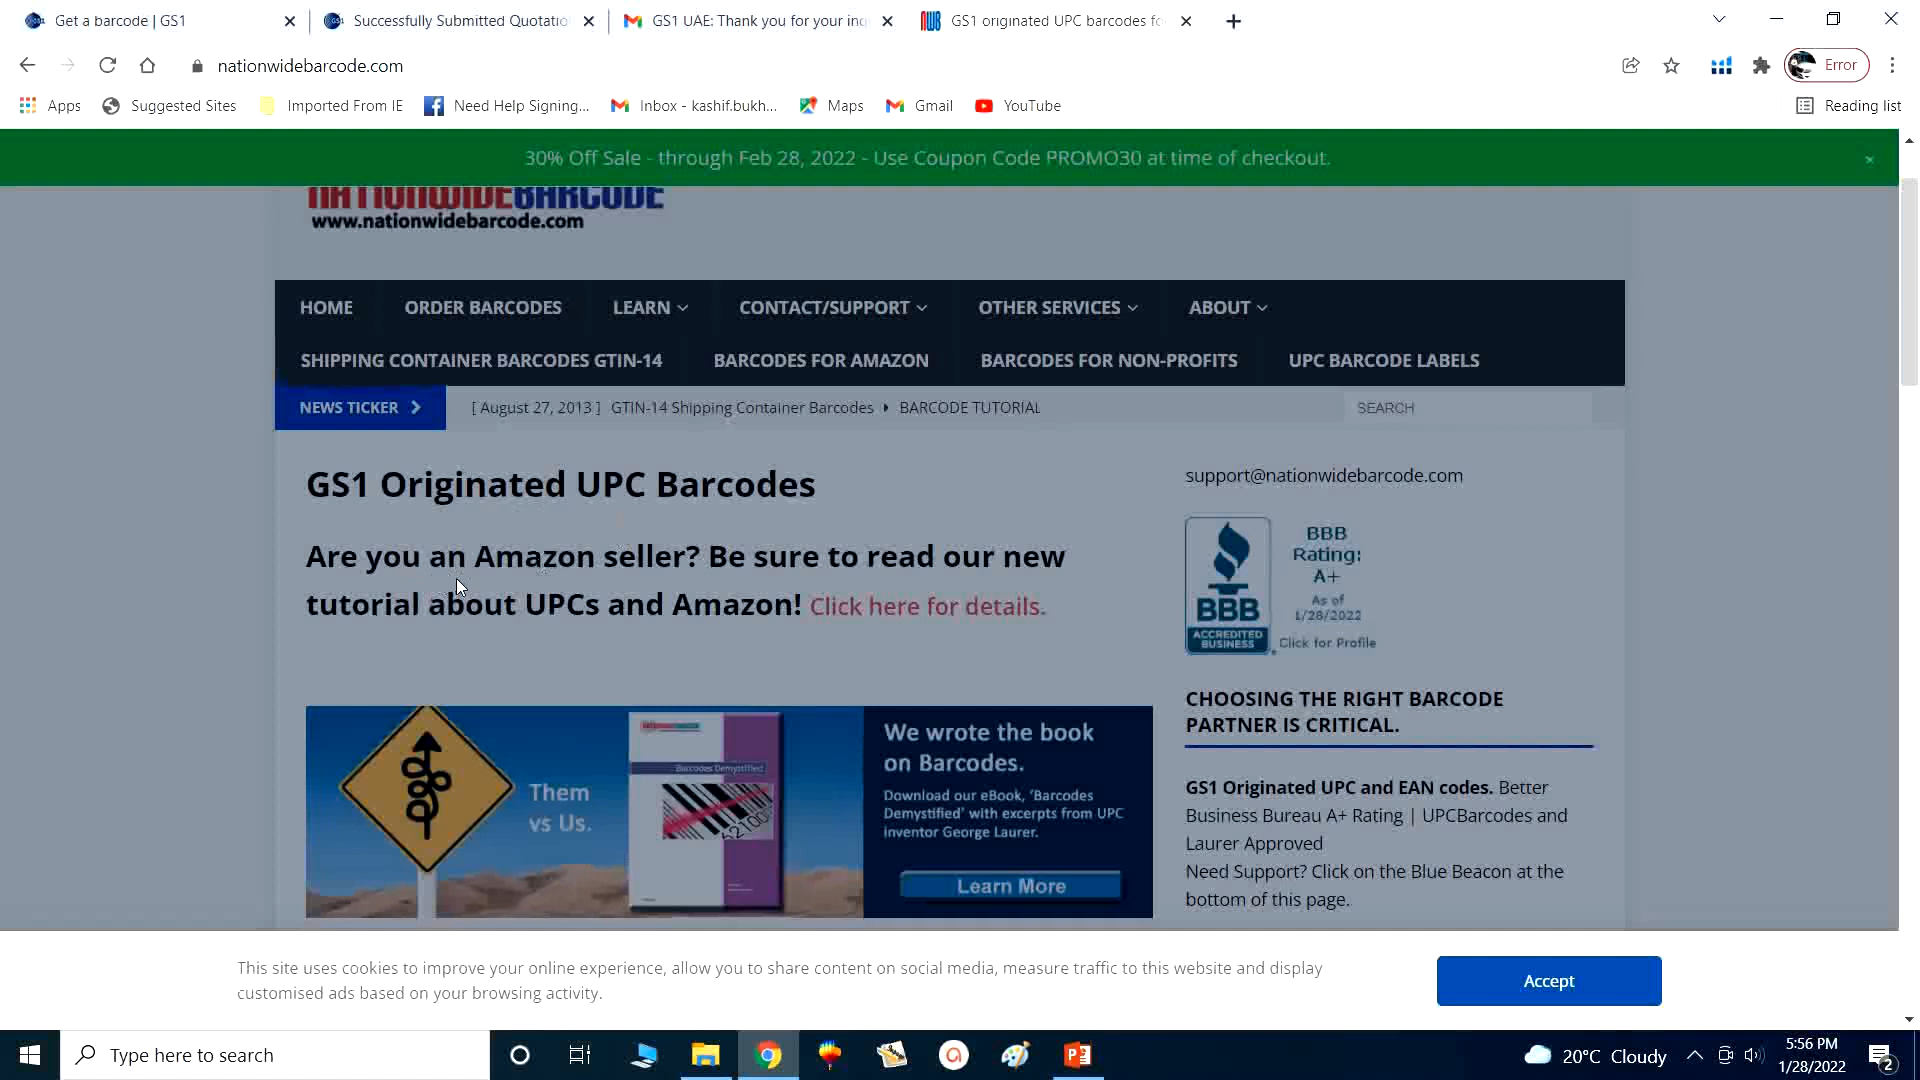 Get a barcode | GS1
Successfully Submitted Quotatio
GS1 UAE: Thank you for your inq
GS1 originated UPC barcodes fo
nationwidebarcode.com
Error
Apps
Suggested Sites
Imported From IE
Need Help Signing...
Inbox - kashif.bukh...
Maps
Gmail
YouTube
Reading list
30% Off Sale - through Feb 28, 2022 - Use Coupon Code PROMO30 at time of checkout.
×
NATIONWIDEBARCODE
www.nationwidebarcode.com
HOME
ORDER BARCODES
LEARN
CONTACT/SUPPORT
OTHER SERVICES
ABOUT
SHIPPING CONTAINER BARCODES GTIN-14
BARCODES FOR AMAZON
BARCODES FOR NON-PROFITS
UPC BARCODE LABELS
NEWS TICKER
[ August 27, 2013 ] GTIN-14 Shipping Container Barcodes
BARCODE TUTORIAL
SEARCH
GS1 Originated UPC Barcodes
Are you an Amazon seller? Be sure to read our new
tutorial about UPCs and Amazon! Click here for details.
Them
vs Us.
Barcodes Demystified
We wrote the book
on Barcodes.
Download our eBook, 'Barcodes
Demystified' with excerpts from UPC
inventor George Laurer.
Learn More
support@nationwidebarcode.com
BBB
ACCREDITED
BUSINESS
BBB
Rating:
A+
As of
1/28/2022
Click for Profile
CHOOSING THE RIGHT BARCODE
PARTNER IS CRITICAL.
GS1 Originated UPC and EAN codes. Better
Business Bureau A+ Rating | UPCBarcodes and
Laurer Approved
Need Support? Click on the Blue Beacon at the
bottom of this page.
This site uses cookies to improve your online experience, allow you to share content on social media, measure traffic to this website and display
customised ads based on your browsing activity.
Accept
Type here to search
20°C Cloudy
5:56 PM
1/28/2022
2